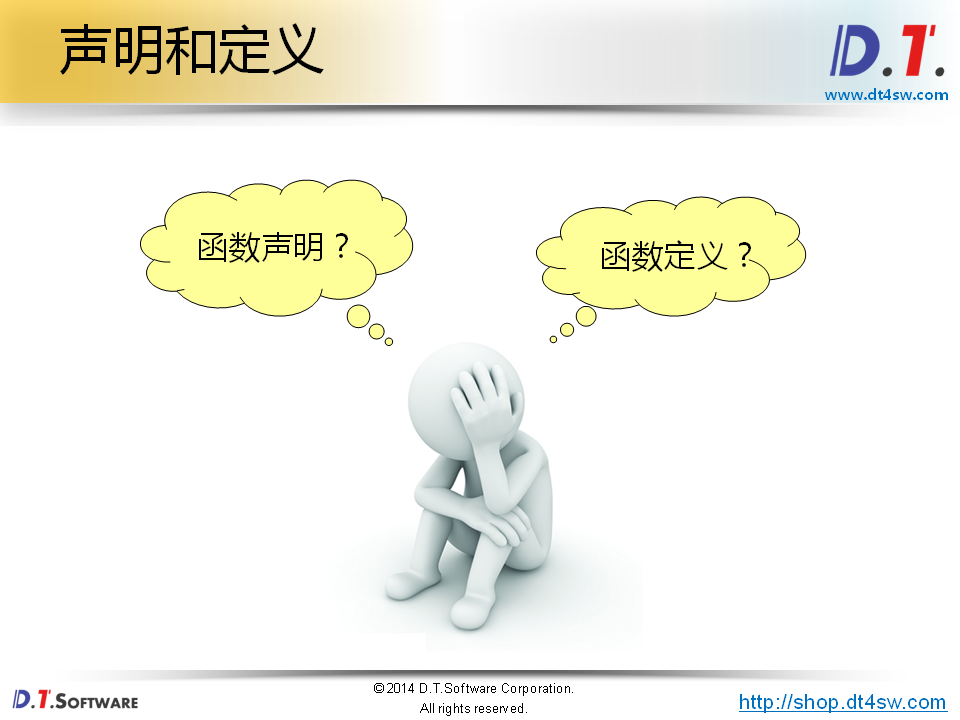 声明和定义
D.T.
www.dt4sw.com
函数声明？
函数定义？
D.T.SOFTWARE
©2014 D.T.Software Corporation.
All rights reserved.
http://shop.dt4sw.com